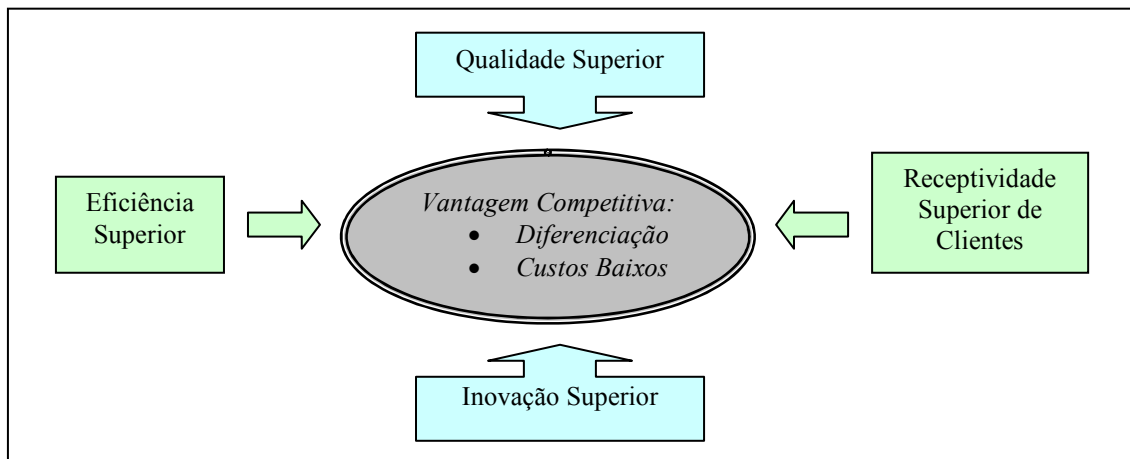 Qualidade Superior
Eficiência
Superior
Vantagem Competitiva:
• Diferenciação
• Custos Baixos
Receptividade
Superior de
Clientes
Inovação Superior